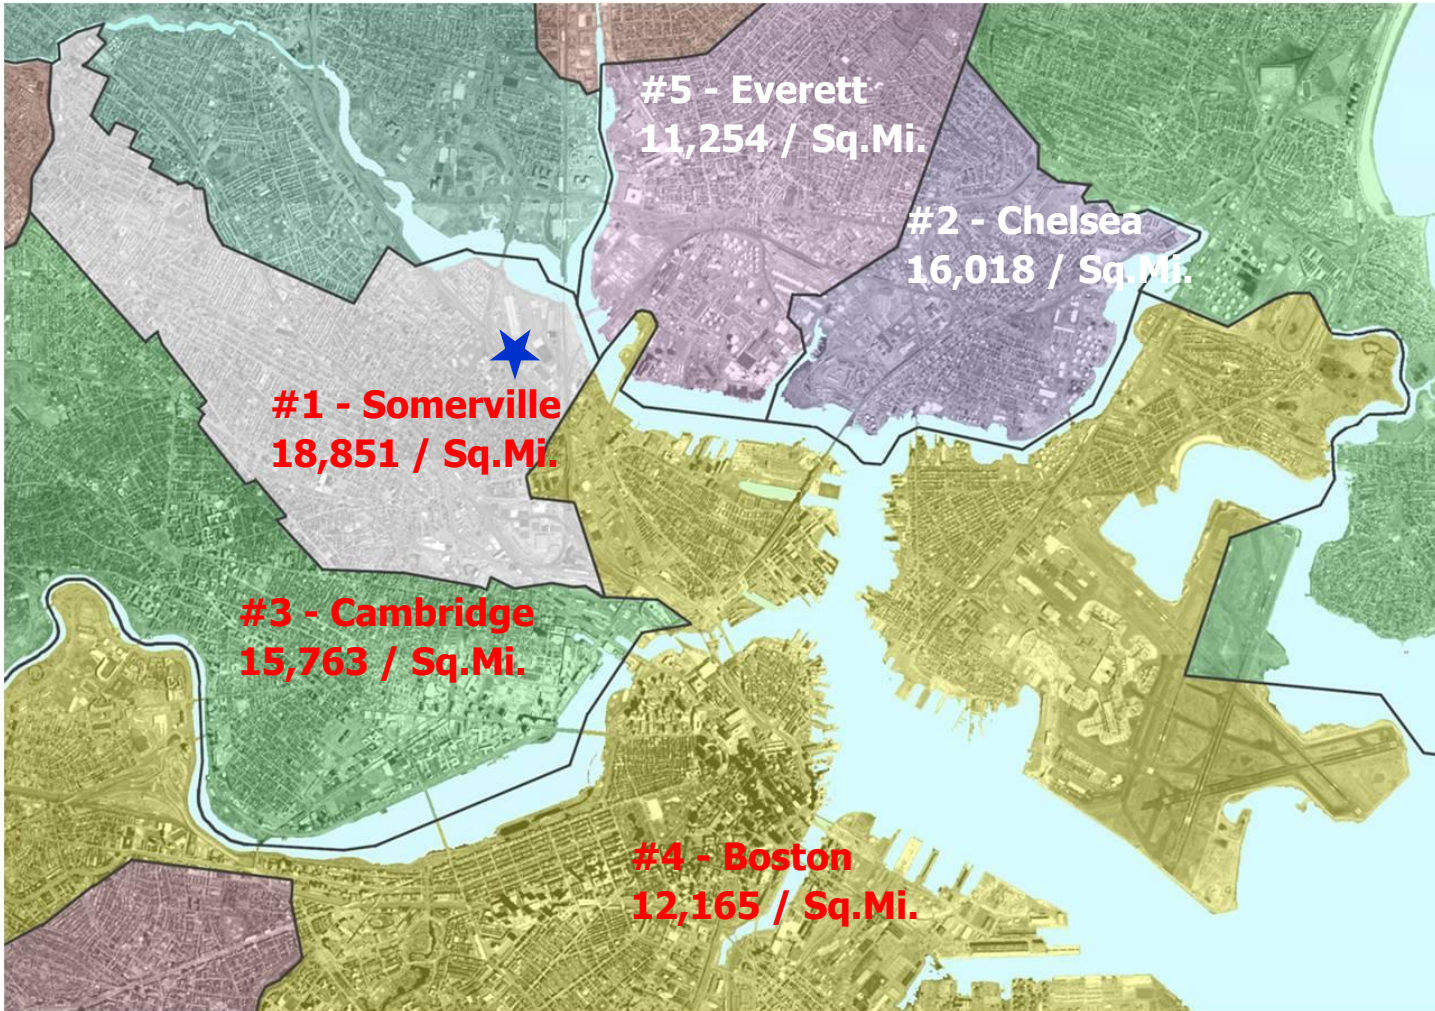 #5 - Everett
11,254 / Sq.Mi.
#2 - Chelsea
16,018 / Sq.Mi.
#1 - Somerville
18,851 / Sq.Mi.
#3 - Cambridge
15,763 / Sq.Mi.
#4 - Boston
12,165 / Sq.Mi.